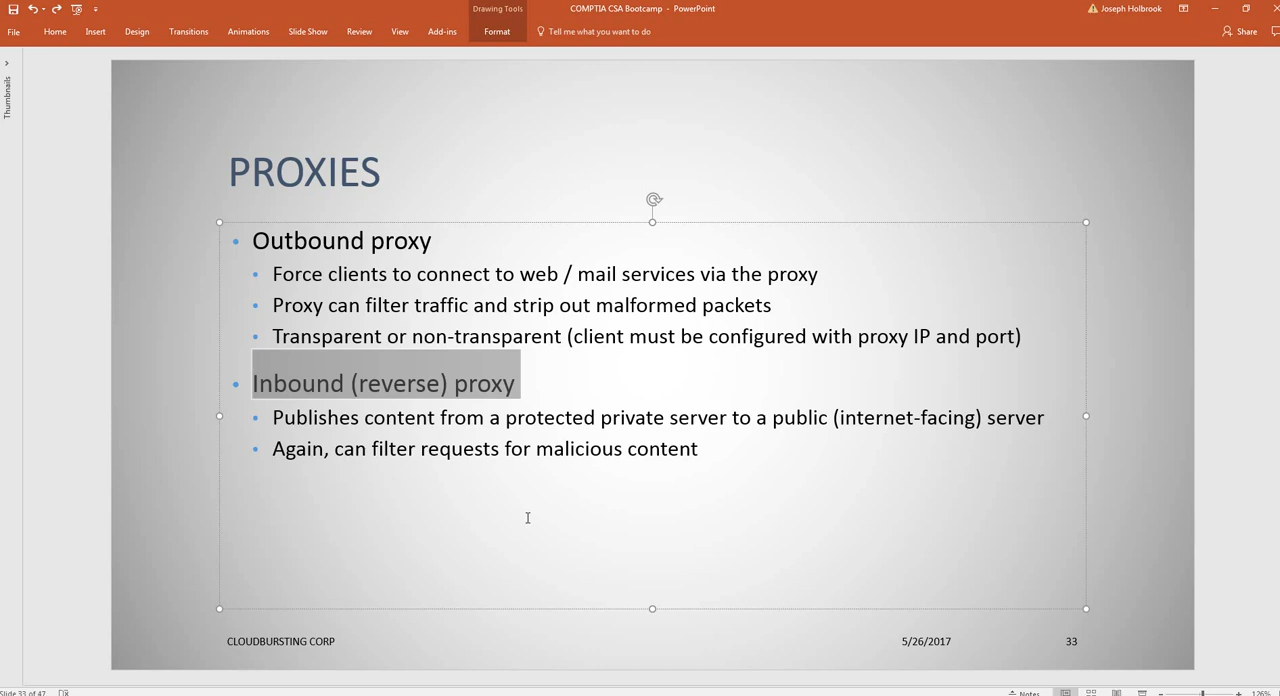 COMPTIA CSA Bootcamp - PowerPoint
Drawing Tools
Joseph Holbrook
File Home Insert Design Transitions Animations Slide Show Review View Add-ins Format Tell me what you want to do Share
Thumbnails
PROXIES
• Outbound proxy
• Force clients to connect to web / mail services via the proxy
• Proxy can filter traffic and strip out malformed packets
• Transparent or non-transparent (client must be configured with proxy IP and port)
• Inbound (reverse) proxy
• Publishes content from a protected private server to a public (internet-facing) server
• Again, can filter requests for malicious content
CLOUDBURSTING CORP 5/26/2017 33
Slide 33 of 47 Notes 126%